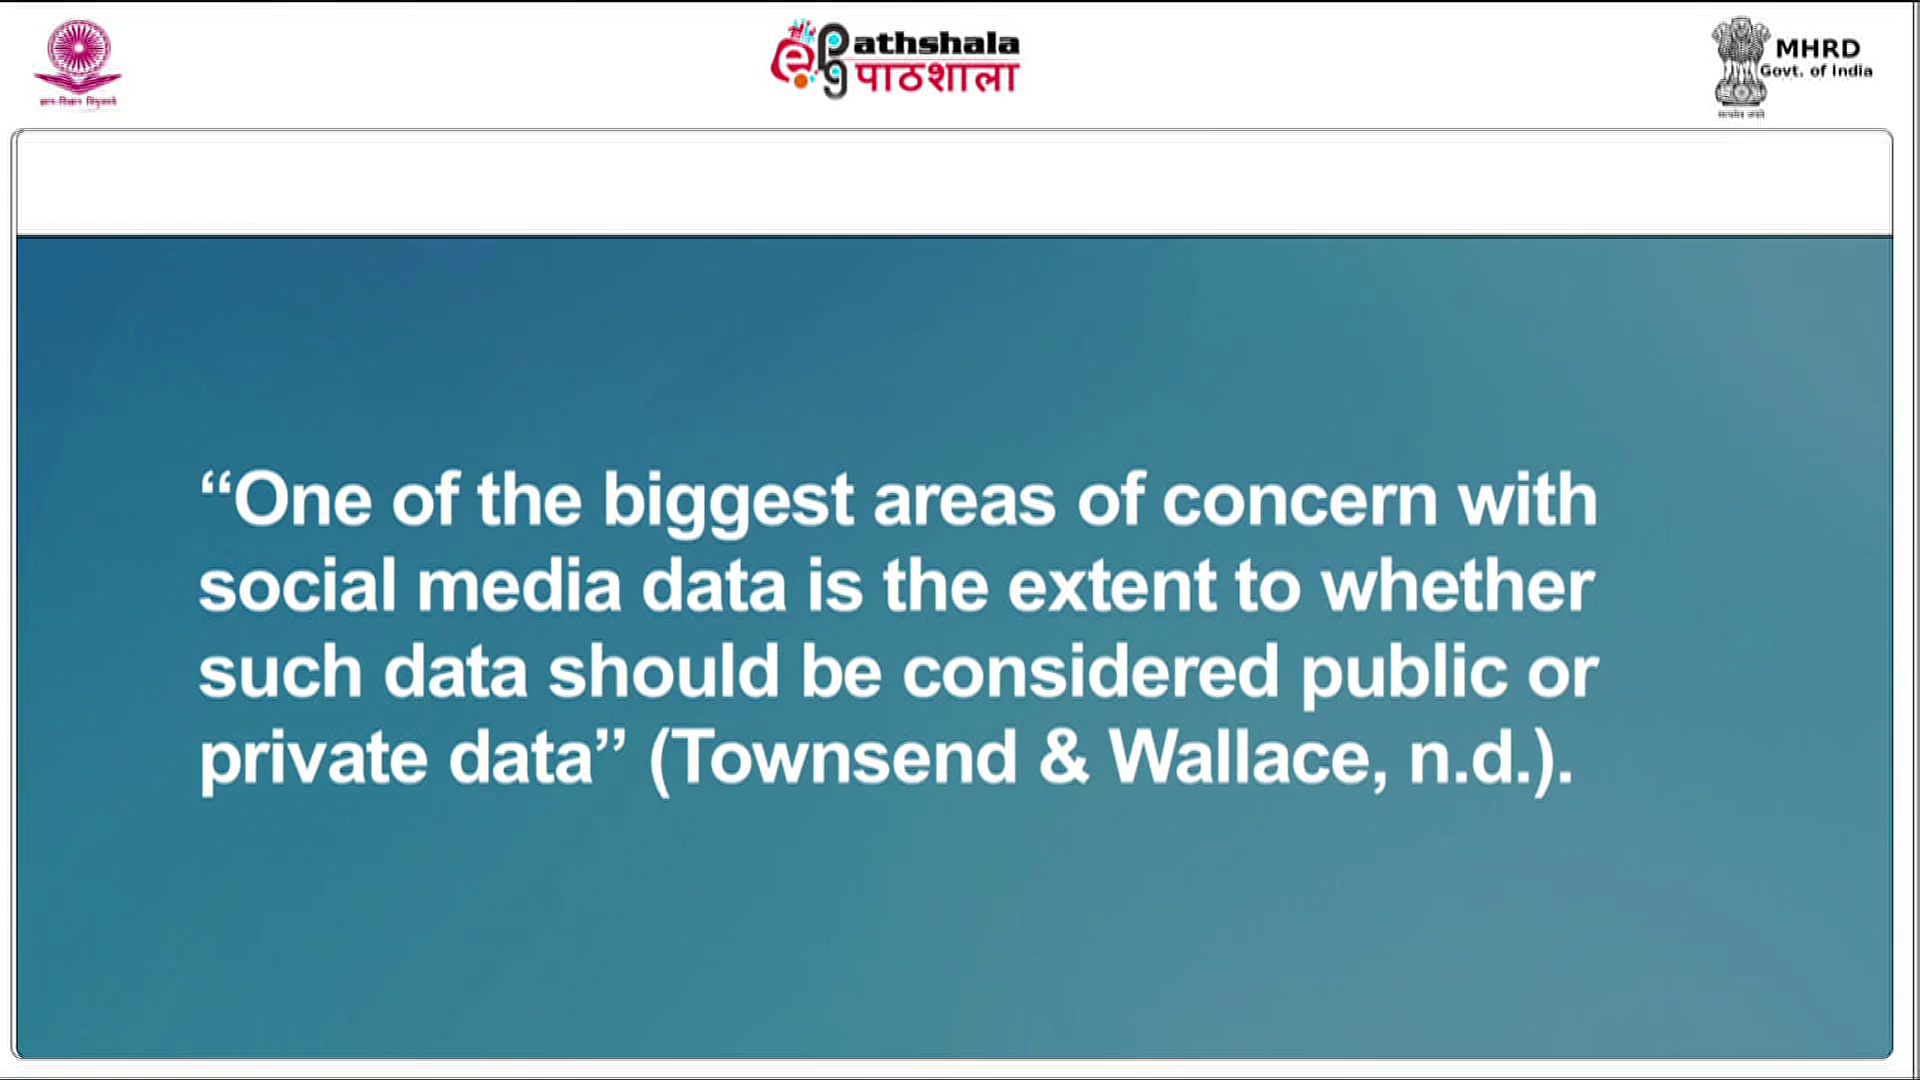 Pathshala
पाठशाला
MHRD
Govt. of India
“One of the biggest areas of concern with
social media data is the extent to whether
such data should be considered public or
private data” (Townsend & Wallace, n.d.).